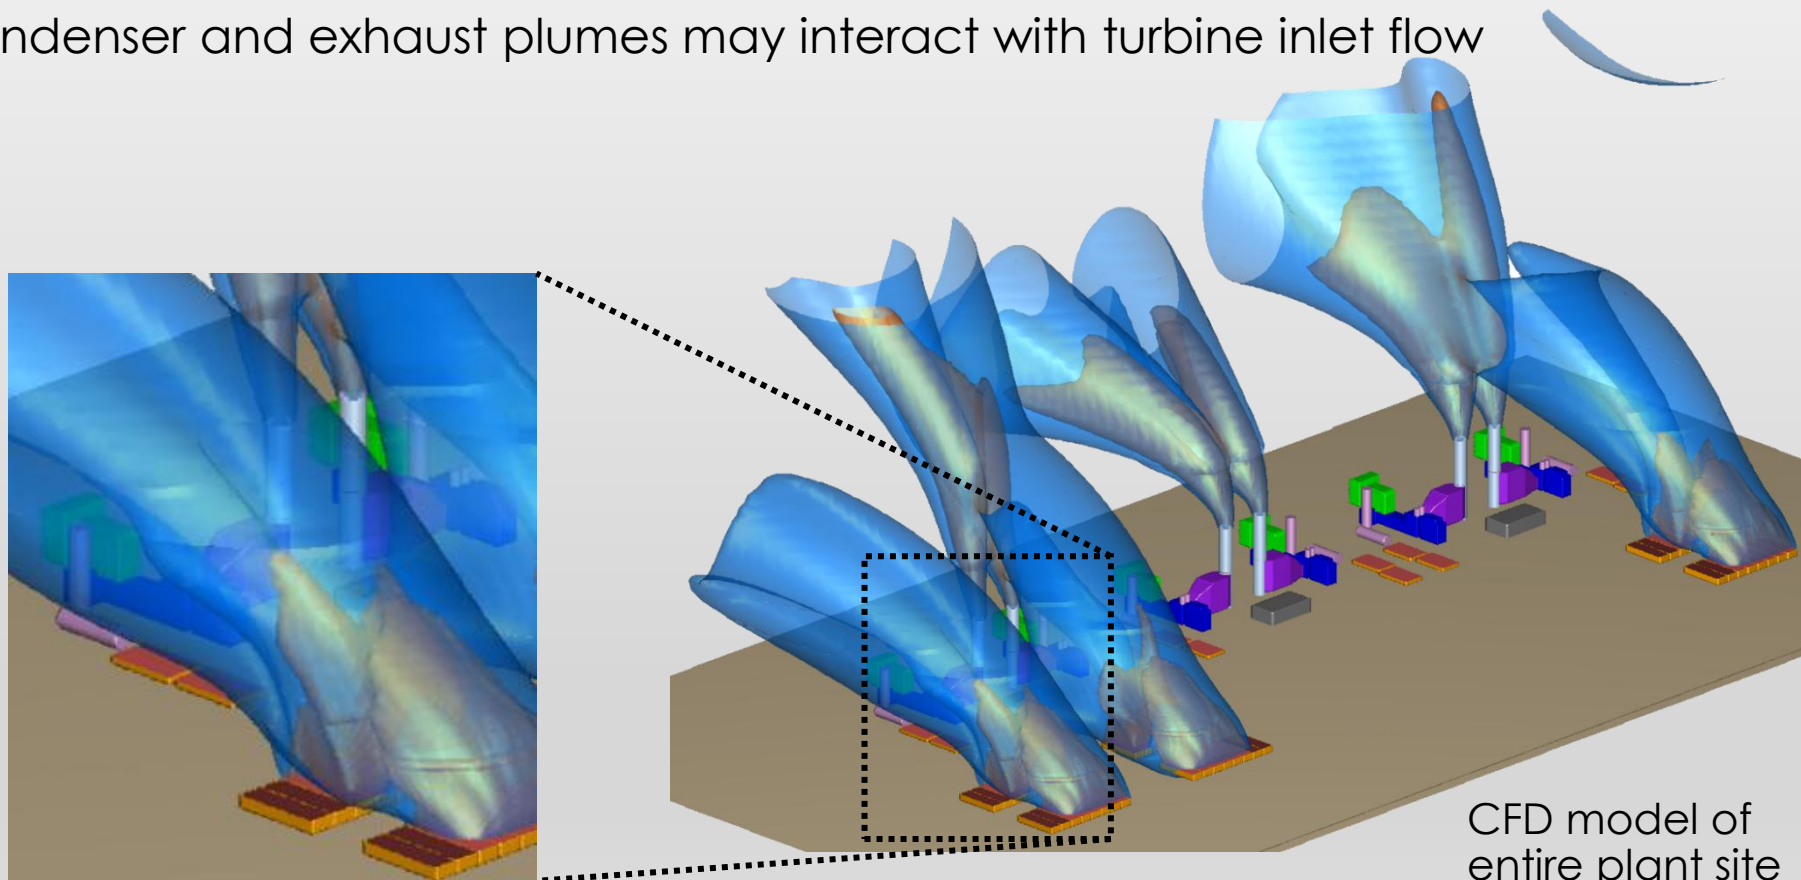 ndenser and exhaust plumes may interact with turbine inlet flow
CFD model of
entire plant site